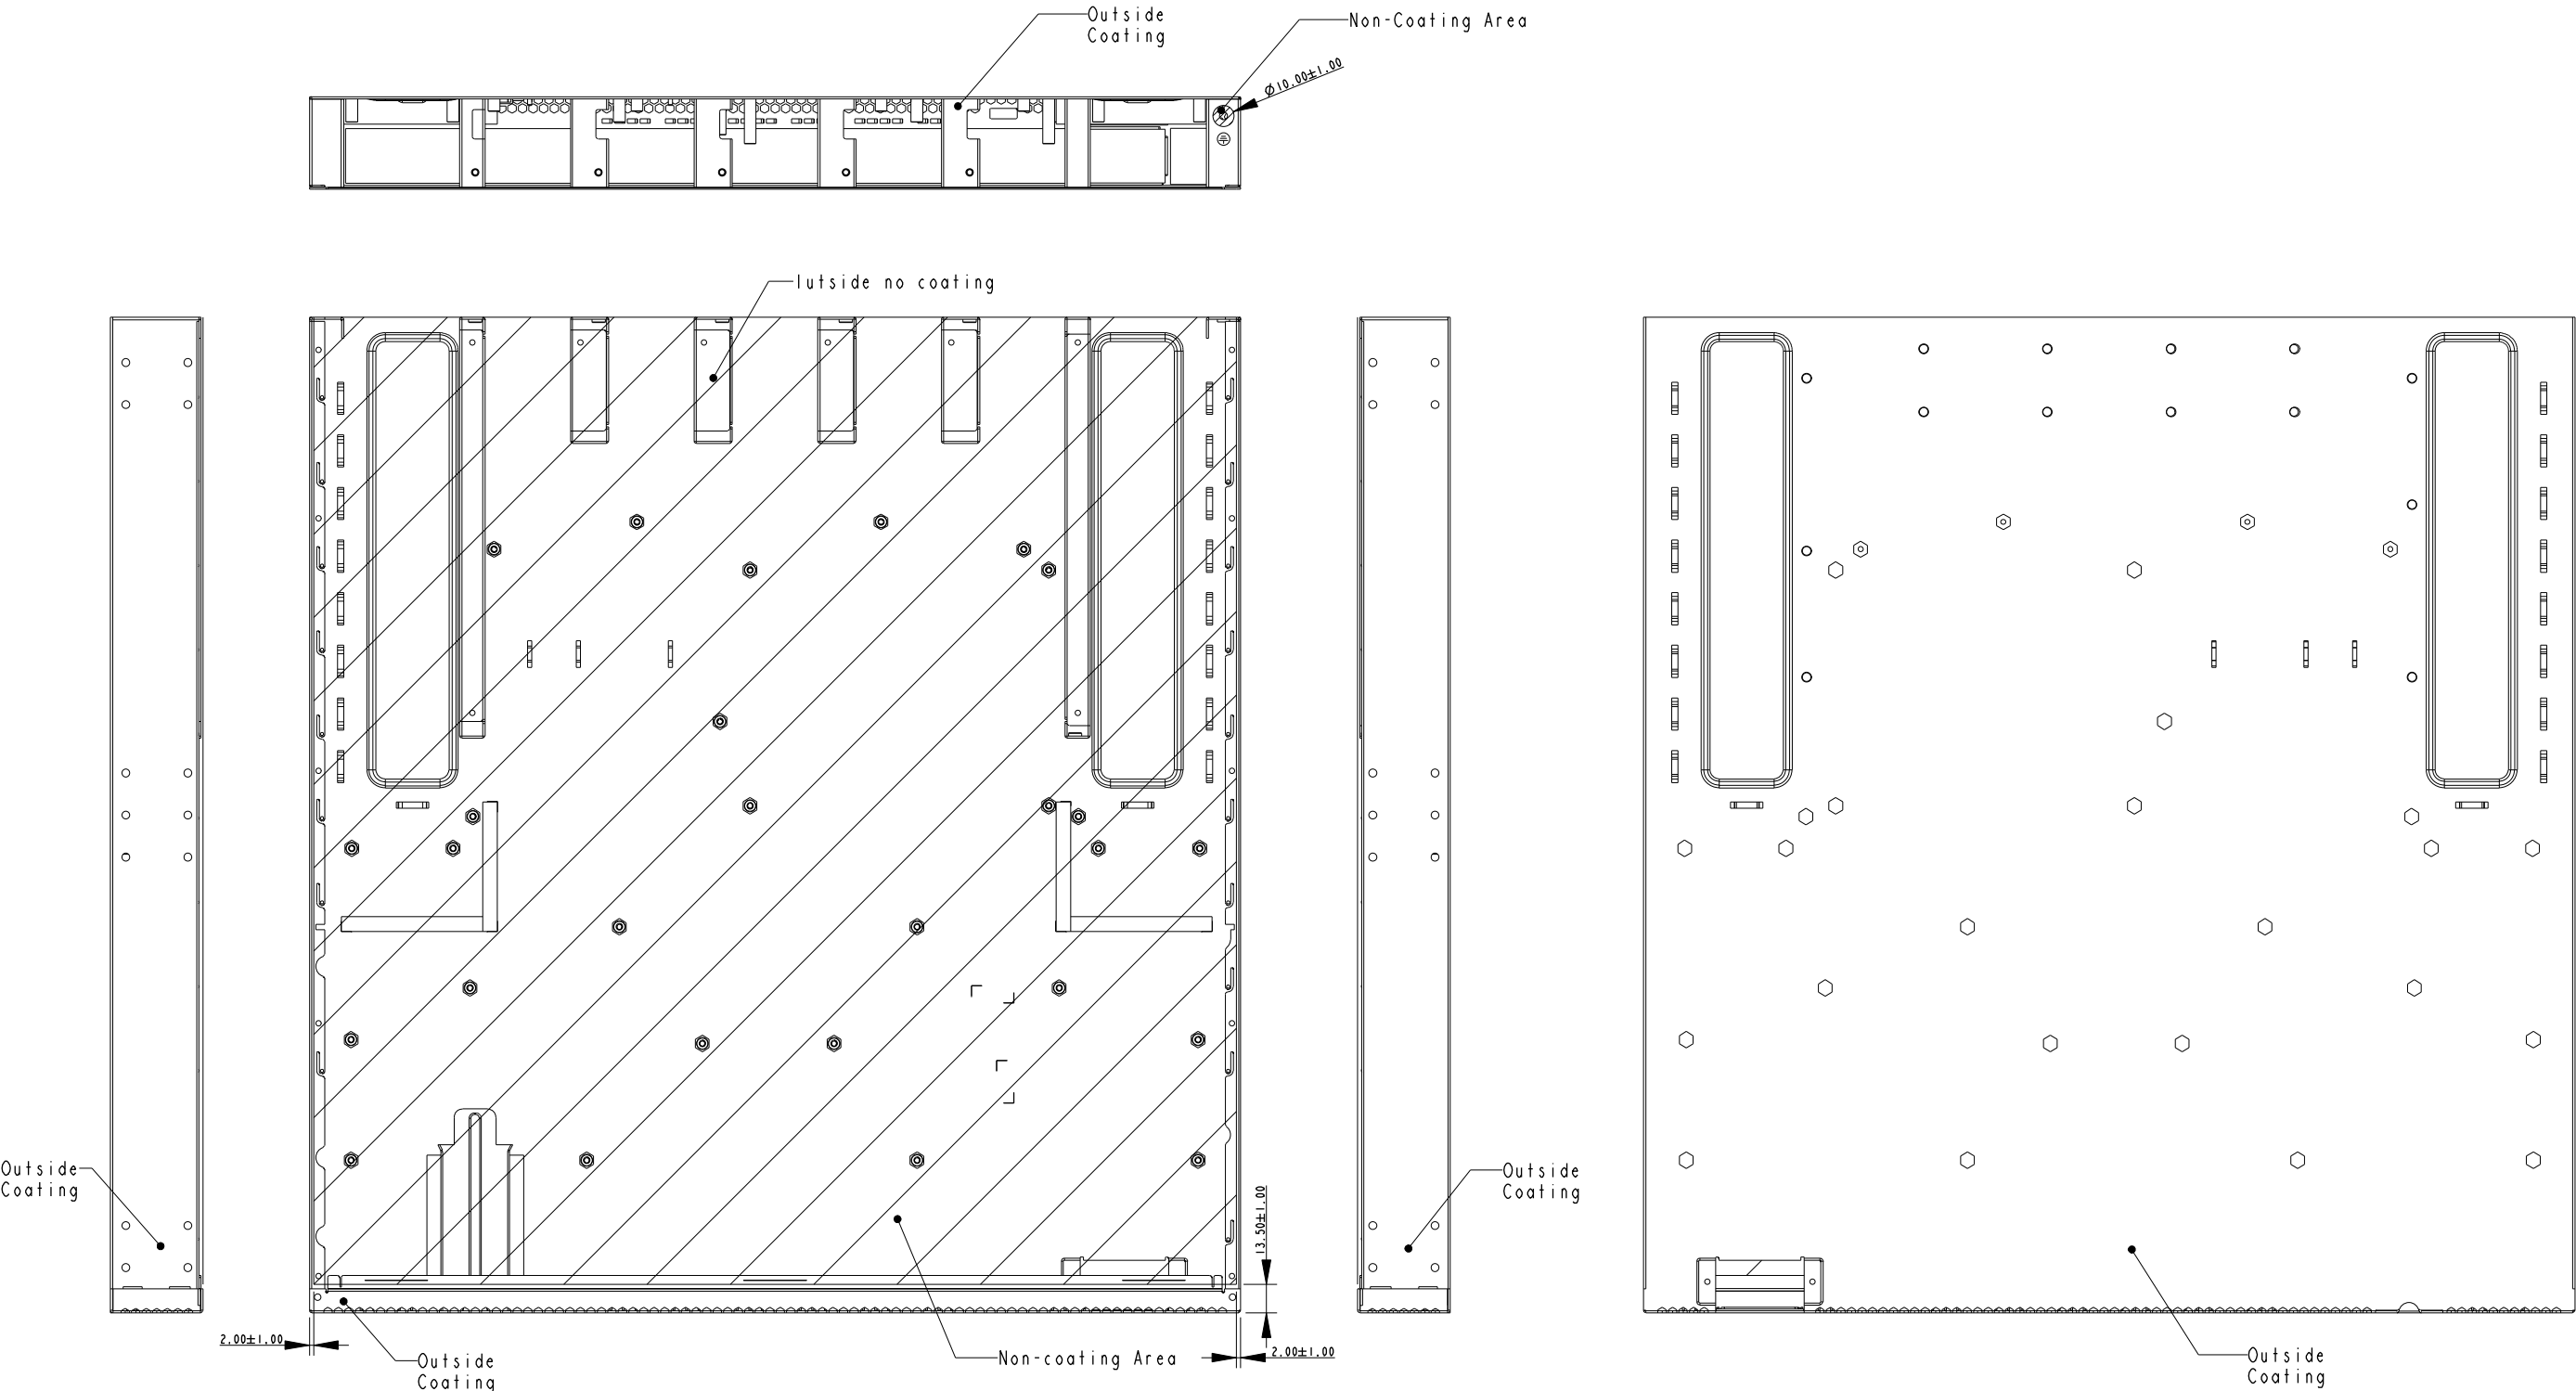 Outside
Coating
Non-Coating Area
Ø10.00±1.00
Iutside no coating
Outside
Coating
Outside
Coating
13.50±1.00
2.00±1.00
2.00±1.00
Outside
Coating
Non-coating Area
Outside
Coating